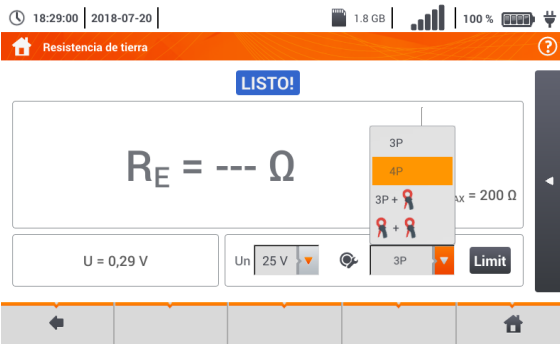 18:29:00 2018-07-20 1.8 GB 100 %
Resistencia de tierra ?
LISTO!
RE = --- Ω
3P
4P
3P +
+
AX = 200 Ω
U = 0,29 V
Un 25 V 3P Limit